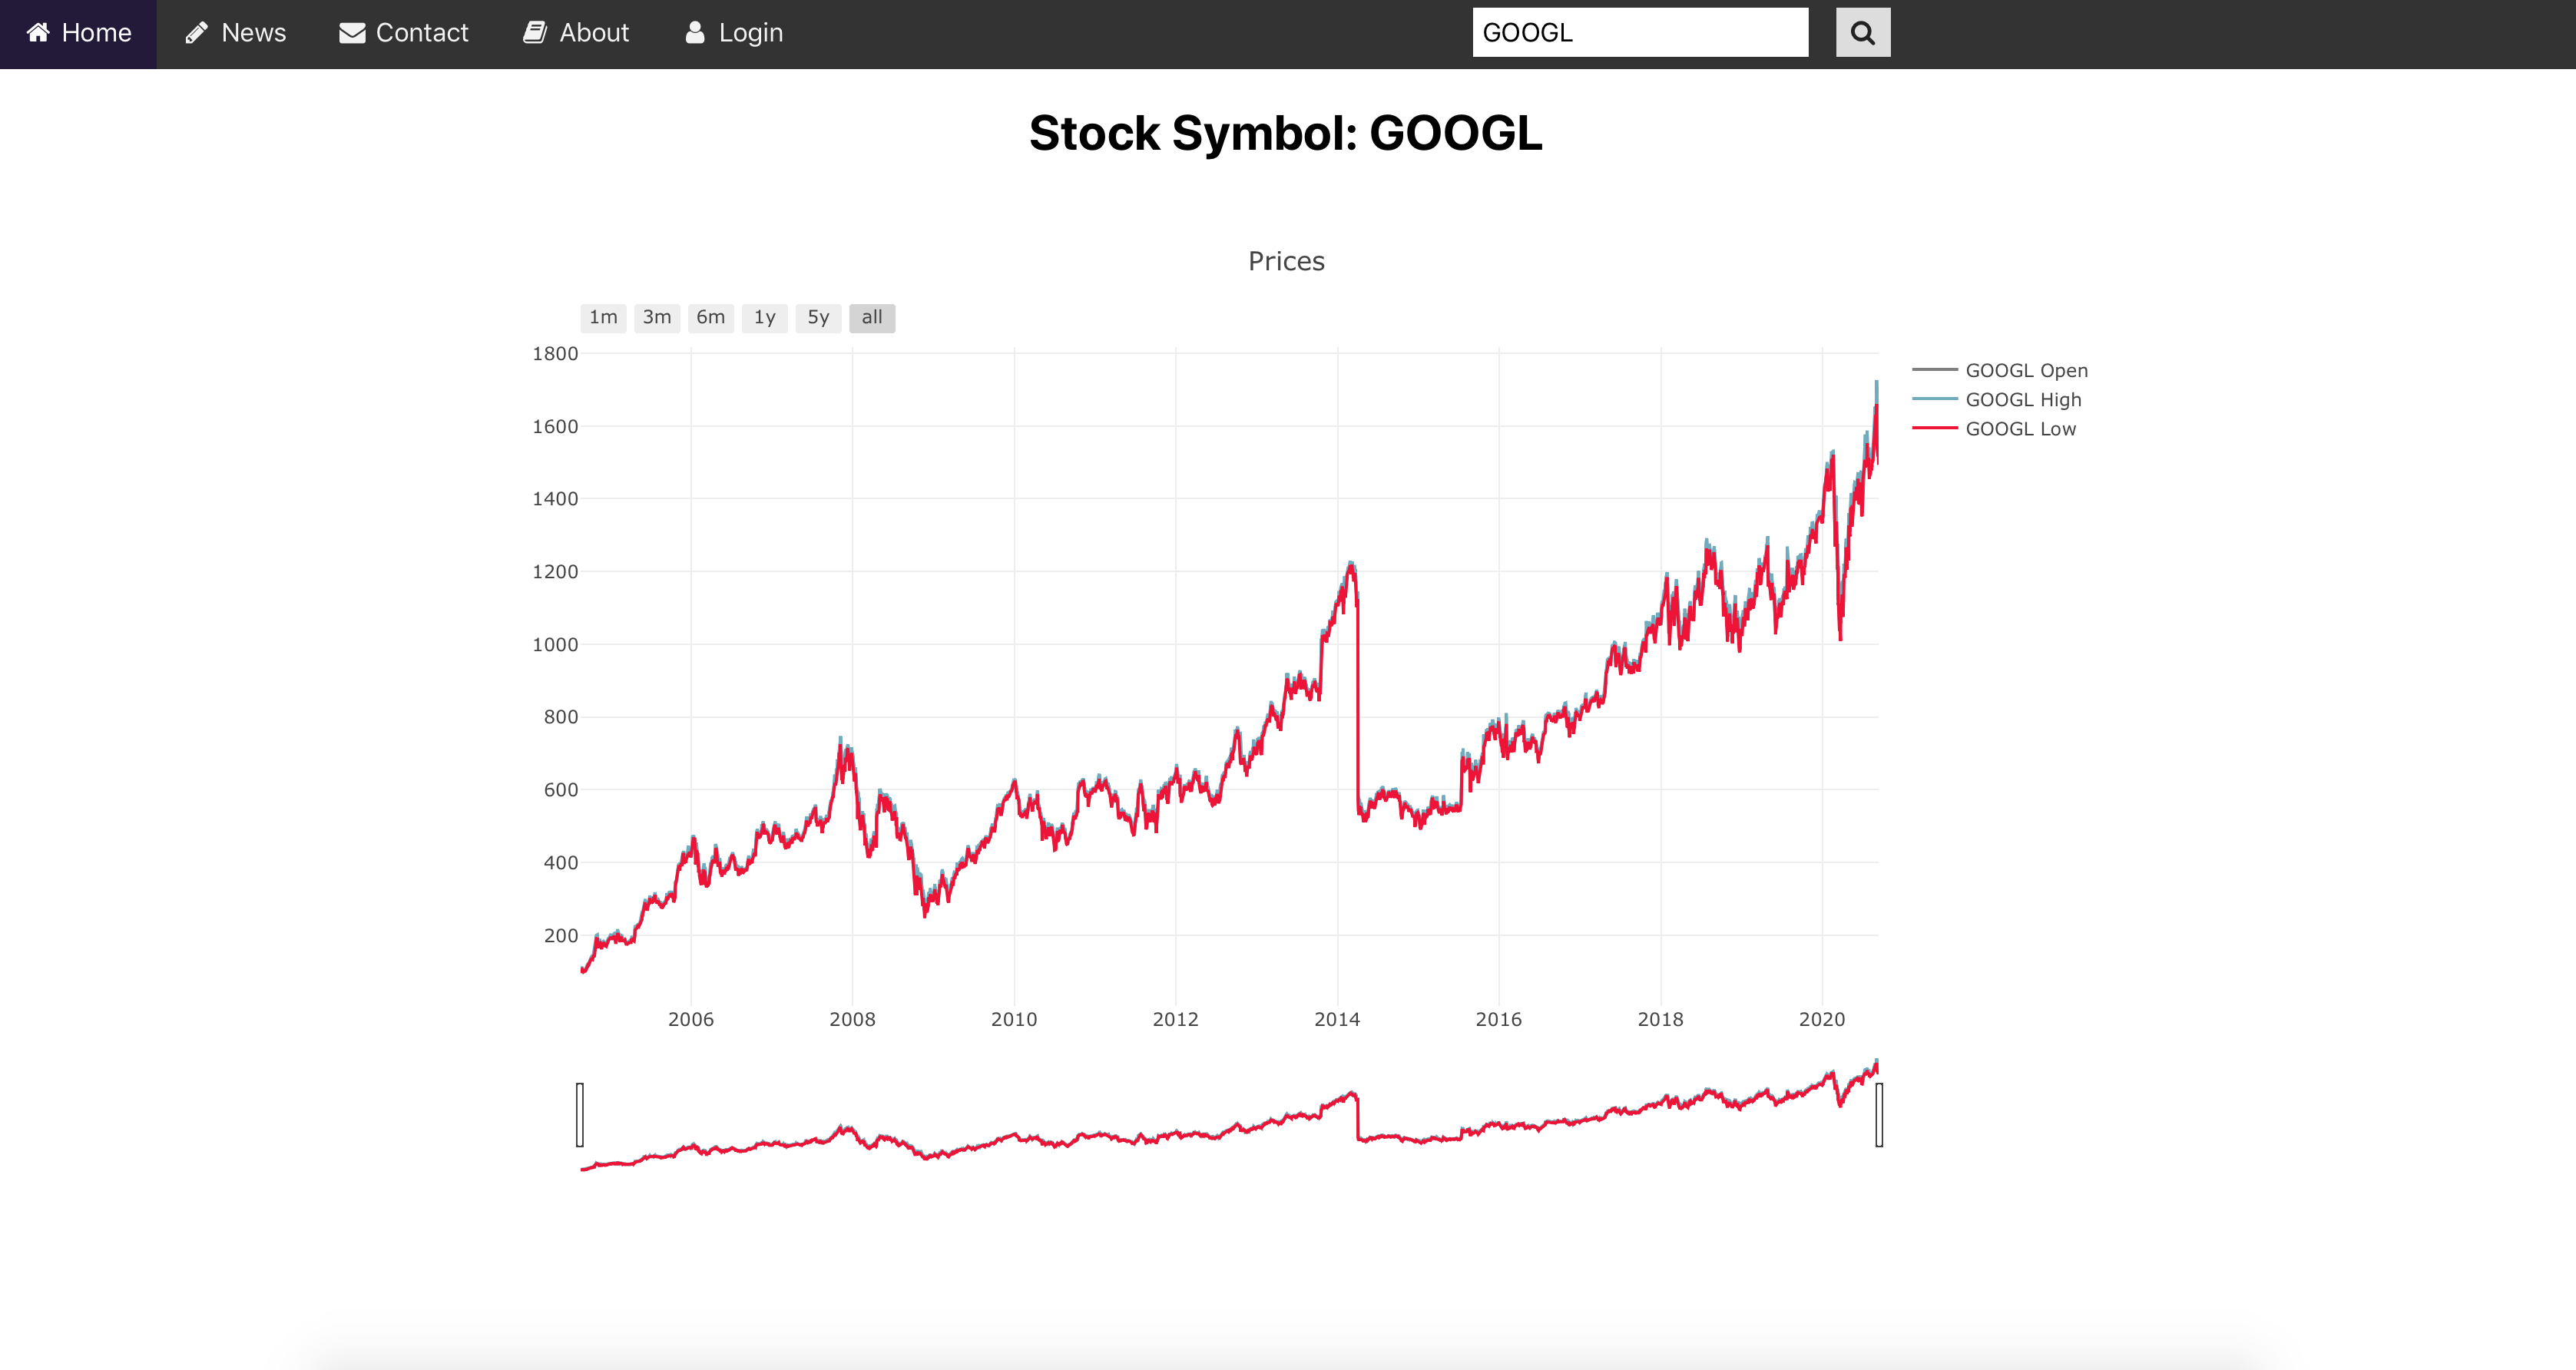 Home News Contact About Login GOOGL
Stock Symbol: GOOGL
Prices
1m 3m 6m 1y 5y all
1800
1600
1400
1200
1000
800
600
400
200
GOOGL Open
GOOGL High
GOOGL Low
2006 2008 2010 2012 2014 2016 2018 2020